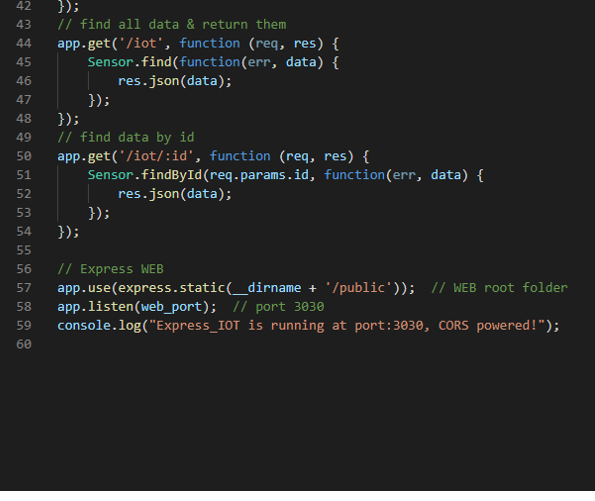 42 });
43 // find all data & return them
44 app.get('/iot', function (req, res) {
45 Sensor.find(function(err, data) {
46 res.json(data);
47 });
48 });
49 // find data by id
50 app.get('/iot/:id', function (req, res) {
51 Sensor.findById(req.params.id, function(err, data) {
52 res.json(data);
53 });
54 });
55
56 // Express WEB
57 app.use(express.static(__dirname + '/public'));  // WEB root folder
58 app.listen(web_port);  // port 3030
59 console.log("Express_IOT is running at port:3030, CORS powered!");
60